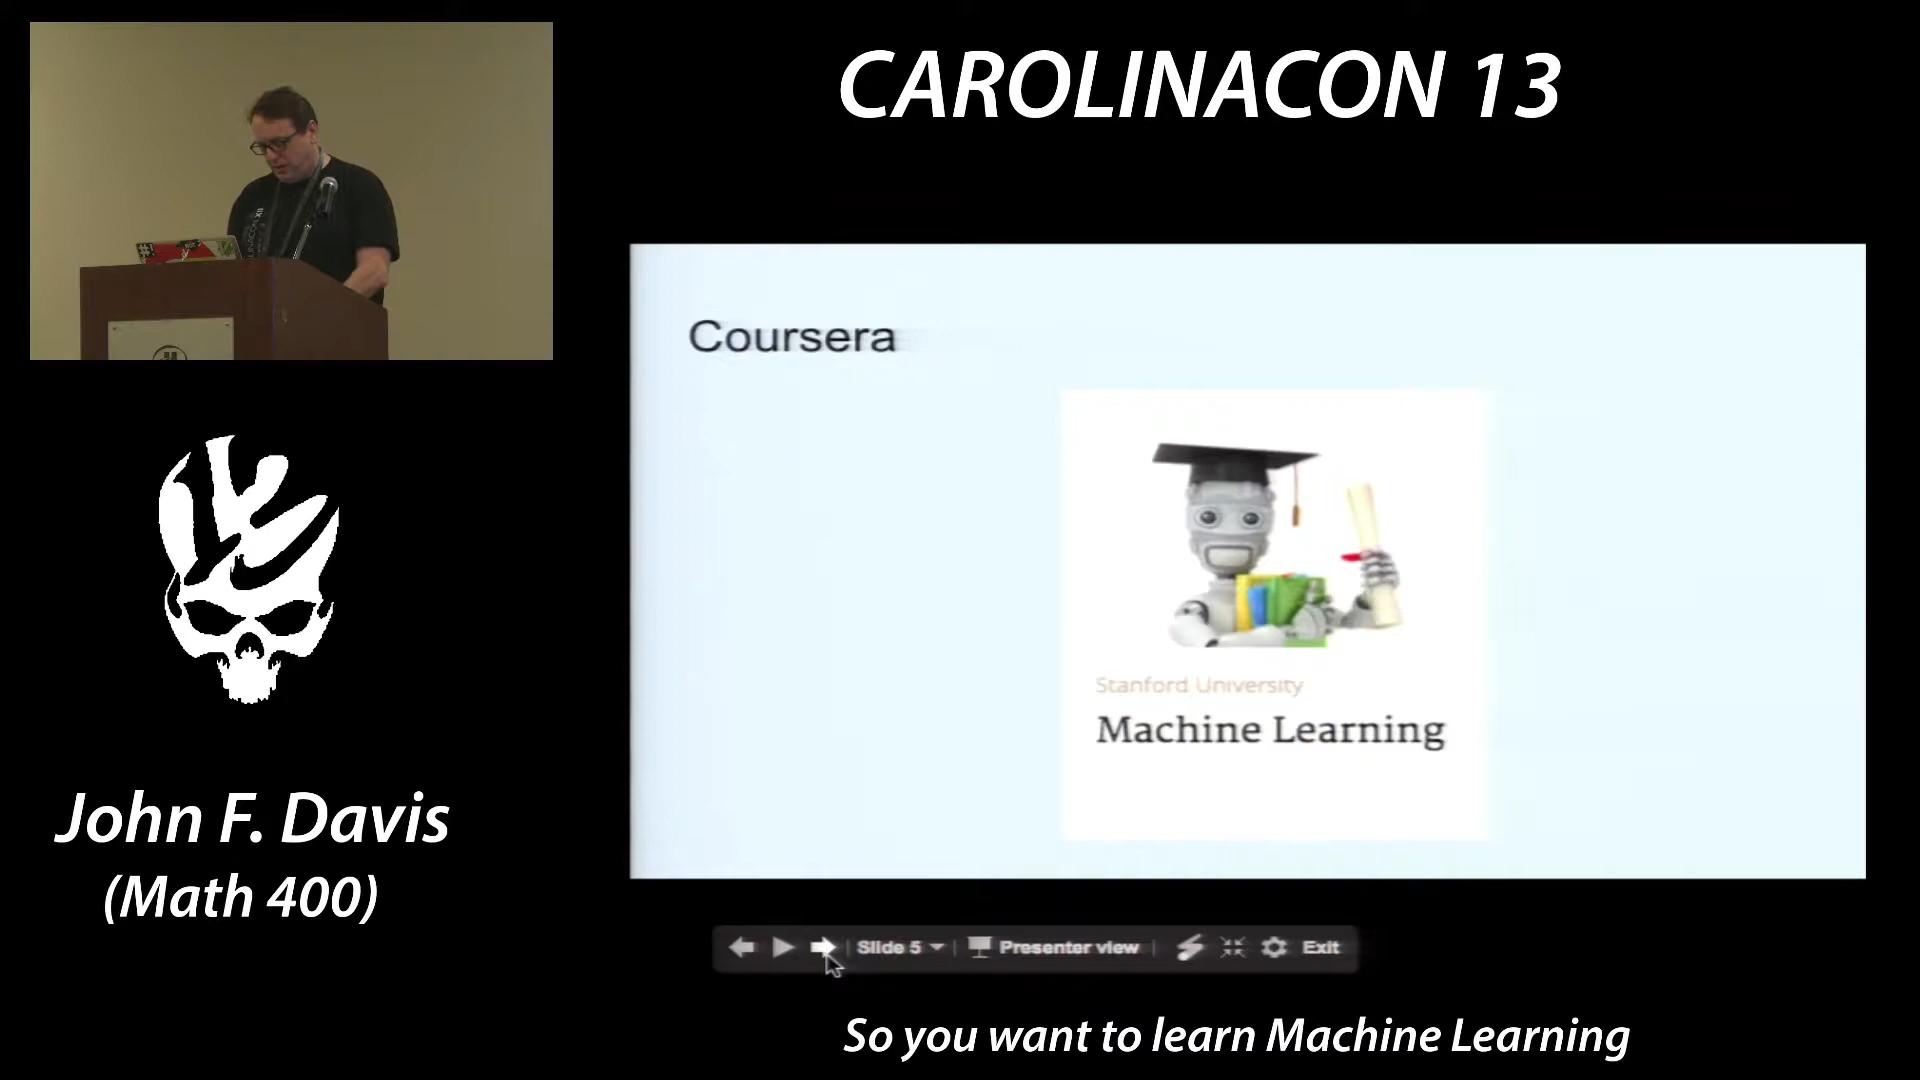 CAROLINACON 13
Coursera
Stanford University
Machine Learning
John F. Davis
(Math 400)
Slide 5
Presenter view
Exit
So you want to learn Machine Learning